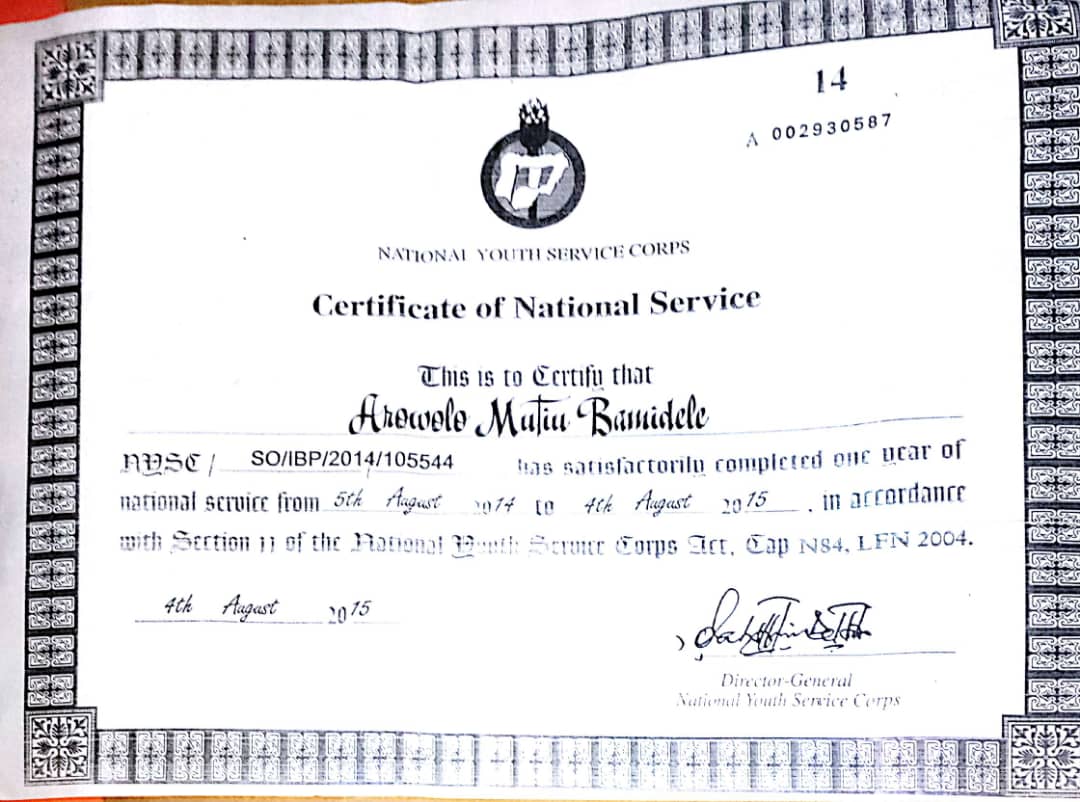 14
A 002930587
NATIONAL YOUTH SERVICE CORPS
Certificate of National Service
This is to Certify that
Arowolo Mutiu Bamidele
NYSC / SO/IBP/2014/105544 has satisfactorily completed one year of
national service from 5th August 2014 to 4th August 2015, in accordance
with Section 11 of the National Youth Service Corps Act, Cap N84, LFN 2004.
4th August 2015
Director-General
National Youth Service Corps